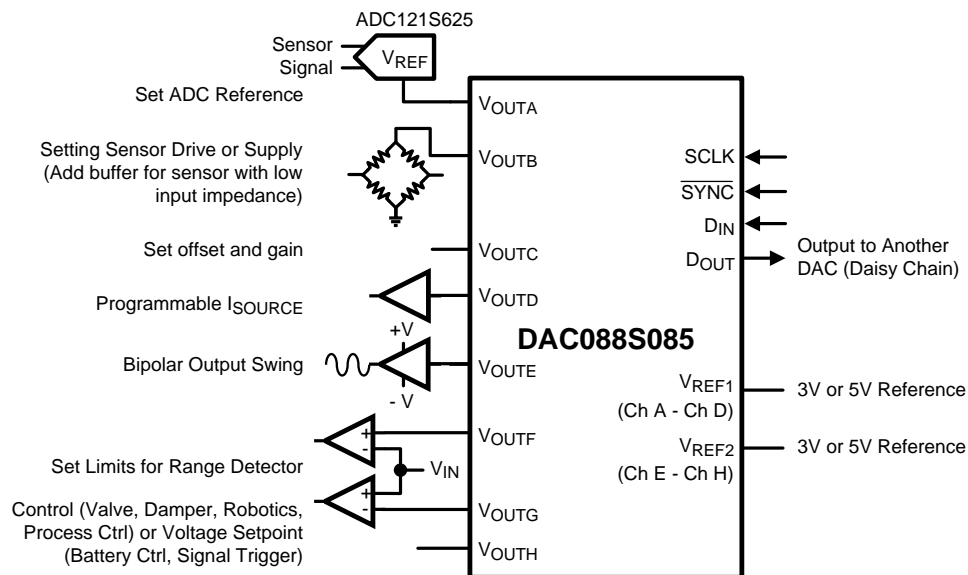 ADC121S625
Sensor
Signal
VREF
Set ADC Reference
VOUTA
Setting Sensor Drive or Supply
(Add buffer for sensor with low
input impedance)
VOUTB
Set offset and gain
VOUTC
Programmable ISOURCE
VOUTD
+V
Bipolar Output Swing
- V
VOUTE
+
-
VOUTF
Set Limits for Range Detector
VIN
+
-
VOUTG
Control (Valve, Damper, Robotics,
Process Ctrl) or Voltage Setpoint
(Battery Ctrl, Signal Trigger)
VOUTH
DAC088S085
SCLK
SYNC
DIN
DOUT
Output to Another
DAC (Daisy Chain)
VREF1
(Ch A - Ch D)
3V or 5V Reference
VREF2
(Ch E - Ch H)
3V or 5V Reference